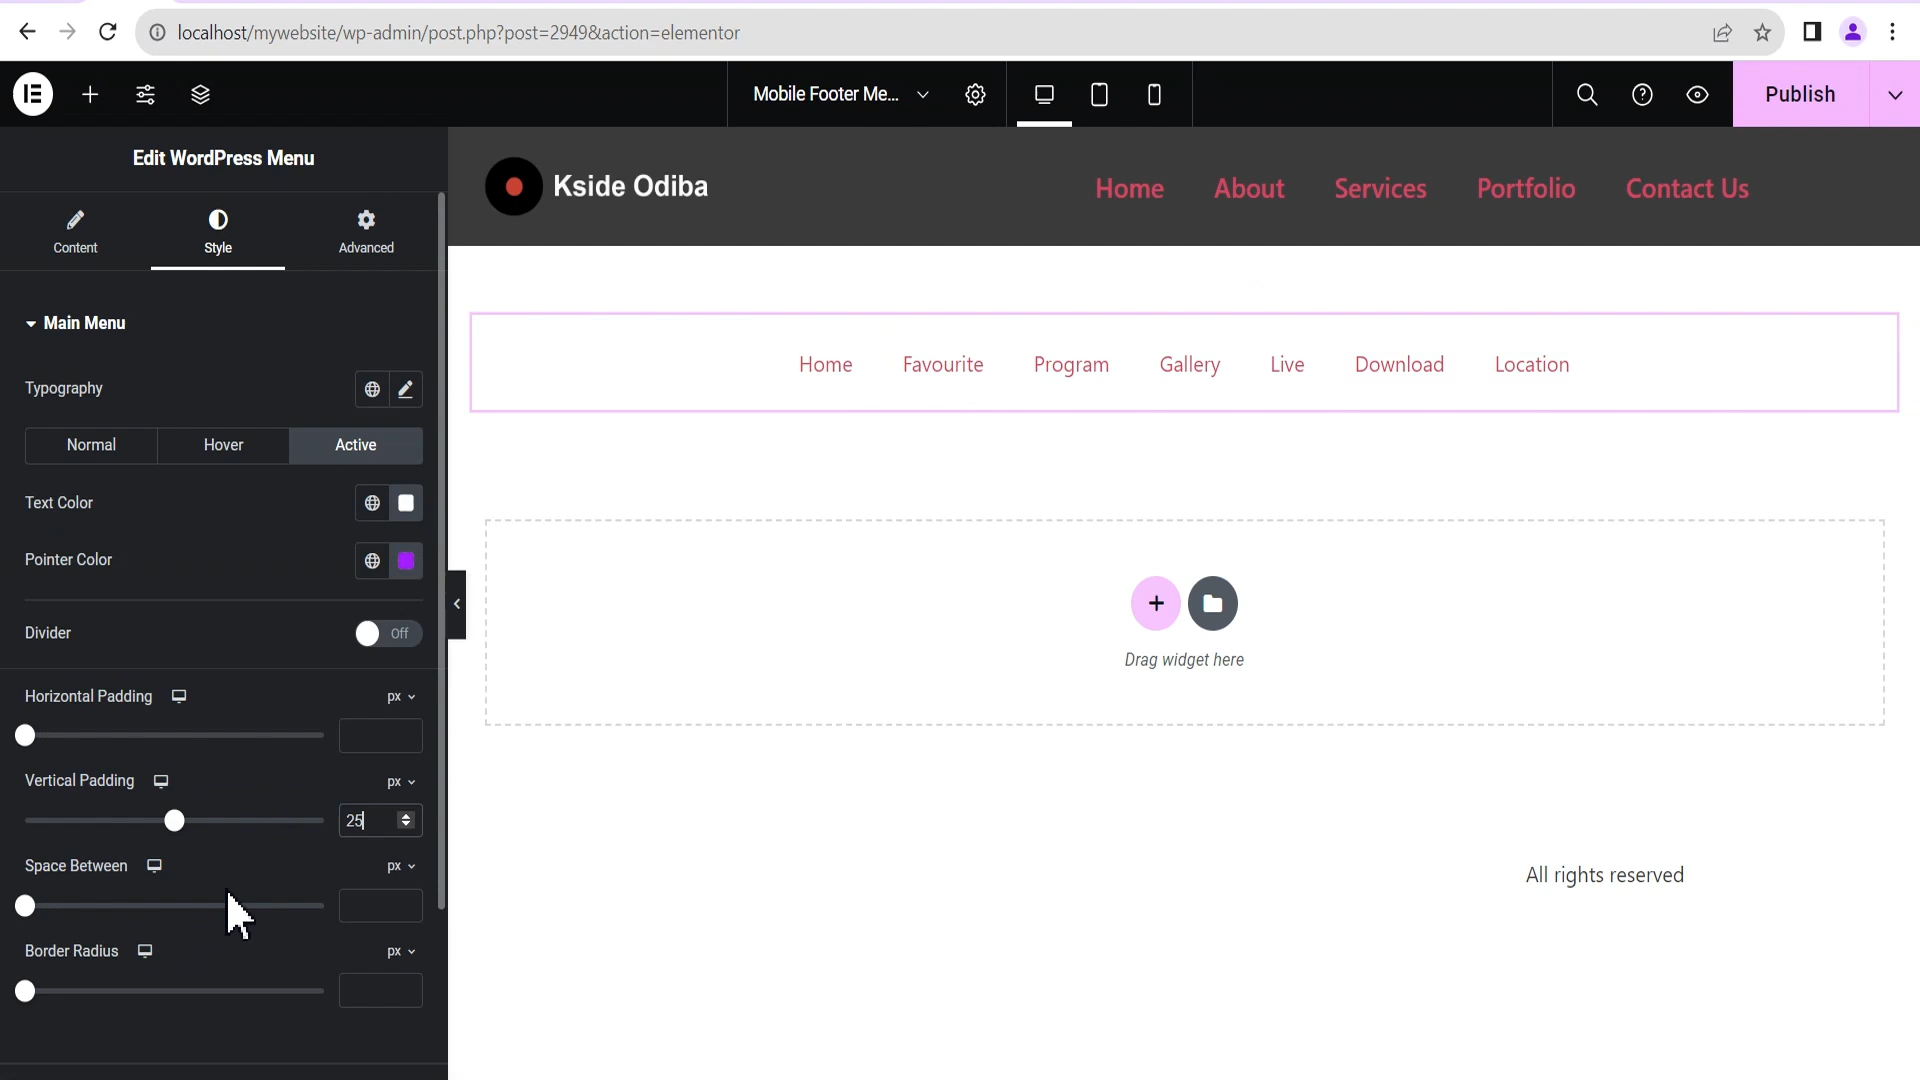 localhost/mywebsite/wp-admin/post.php?post=2949&action=elementor
Mobile Footer Me...
Publish
Edit WordPress Menu
Content
Style
Advanced
Kside Odiba
Home
About
Services
Portfolio
Contact Us
Main Menu
Typography
Normal
Hover
Active
Home
Favourite
Program
Gallery
Live
Download
Location
Text Color
Pointer Color
Divider
Off
Drag widget here
Horizontal Padding
px
Vertical Padding
px
25
Space Between
px
Border Radius
px
All rights reserved